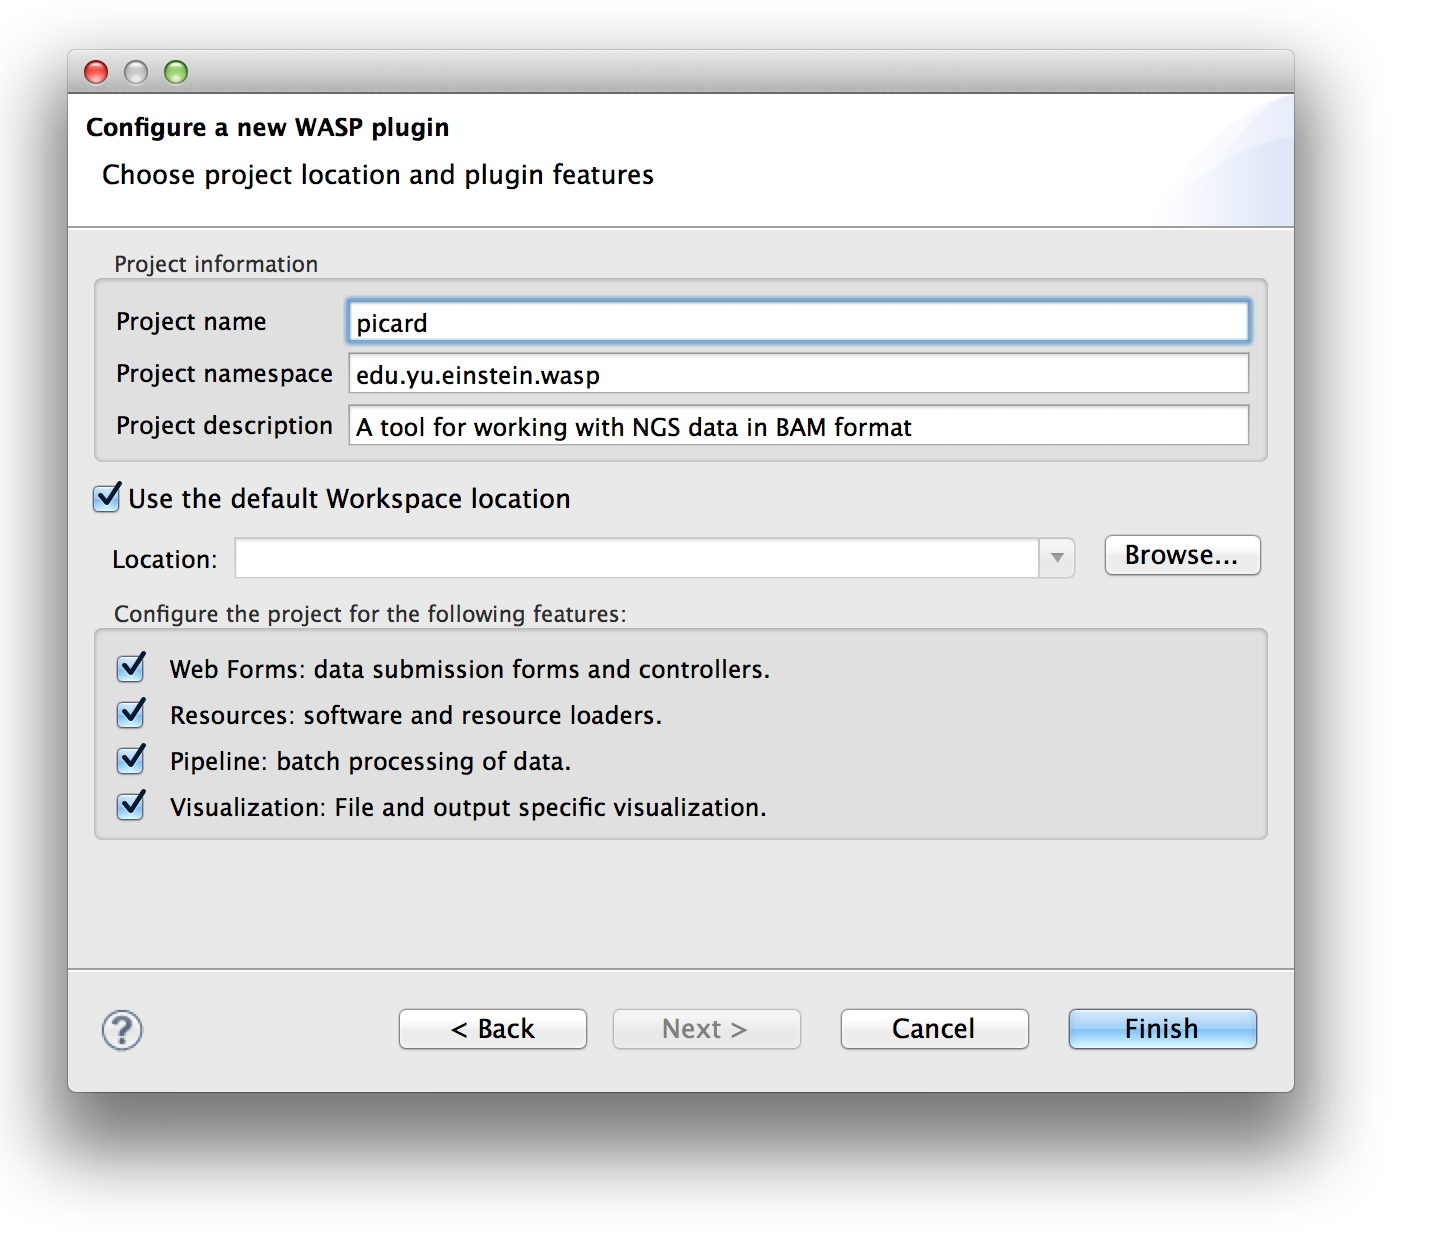 Configure a new WASP plugin
Choose project location and plugin features
Project information
Project name picard
Project namespace edu.yu.einstein.wasp
Project description A tool for working with NGS data in BAM format
Use the default Workspace location
Location: Browse...
Configure the project for the following features:
Web Forms: data submission forms and controllers.
Resources: software and resource loaders.
Pipeline: batch processing of data.
Visualization: File and output specific visualization.
? < Back Next > Cancel Finish